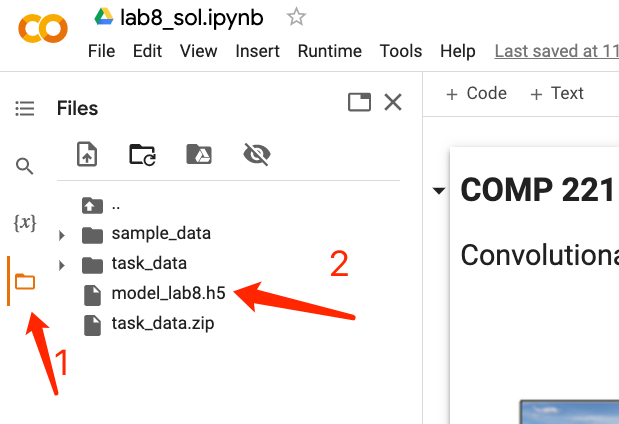 lab8_sol.ipynb
File Edit View Insert Runtime Tools Help Last saved at 11
Files
+ Code + Text
{x}
..
sample_data
task_data
model_lab8.h5
task_data.zip
1
2
COMP 221
Convolutiona